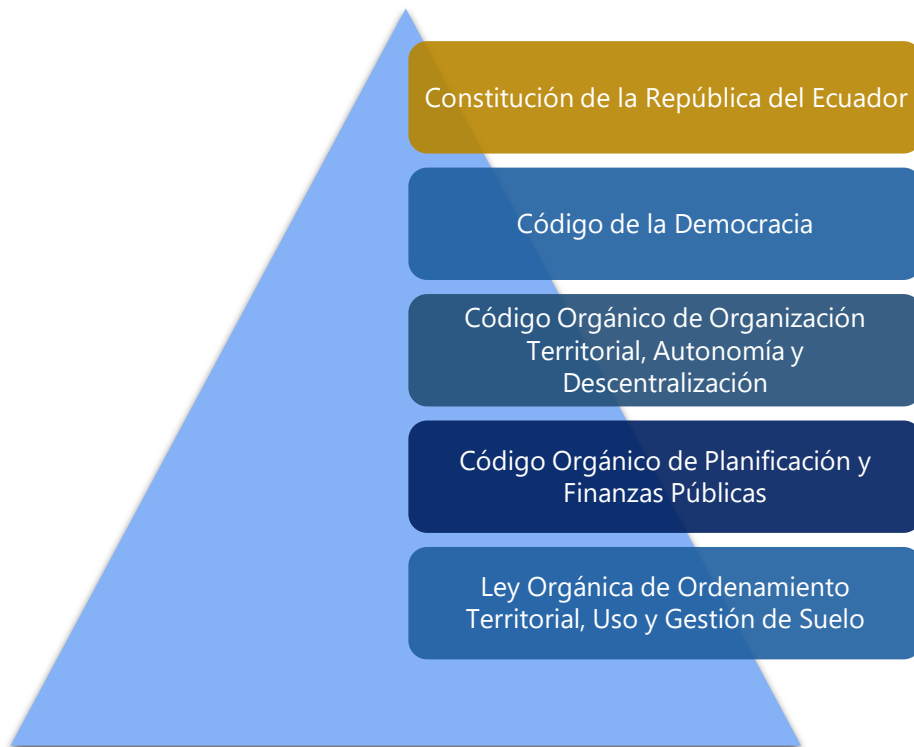 Constitución de la República del Ecuador
Código de la Democracia
Código Orgánico de Organización
Territorial, Autonomía y
Descentralización
Código Orgánico de Planificación y
Finanzas Públicas
Ley Orgánica de Ordenamiento
Territorial, Uso y Gestión de Suelo